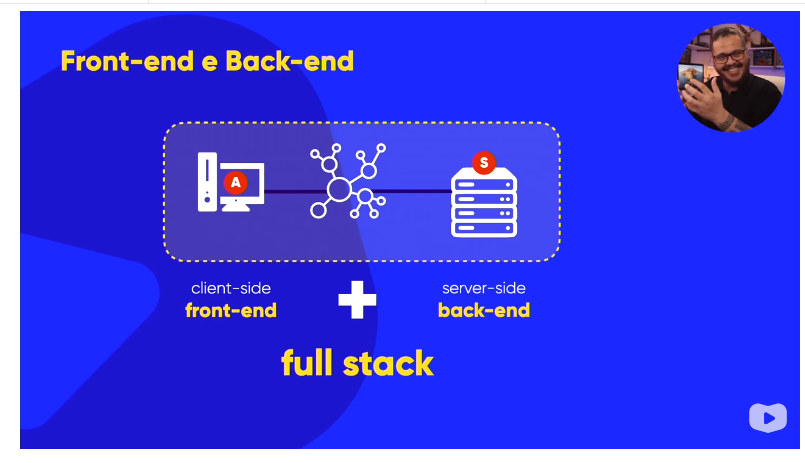 Front-end e Back-end
A
S
client-side
server-side
front-end
back-end
full stack